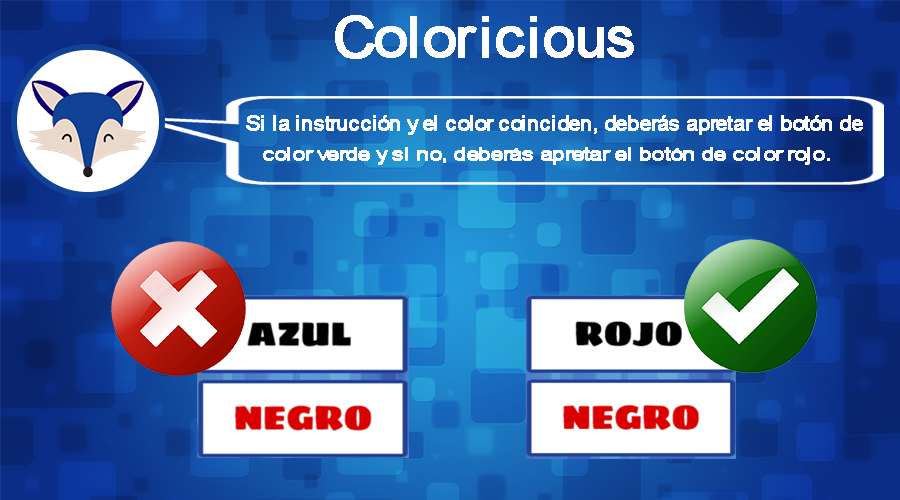 Coloricious
Si la instrucción y el color coinciden, deberás apretar el botón de
color verde y si no, deberás apretar el botón de color rojo.
AZUL
NEGRO
ROJO
NEGRO